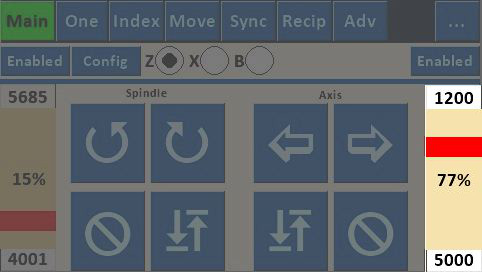 Main One Index Move Sync Recip Adv ...
Enabled Config Z X B Enabled
5685 Spindle Axis 1200
15% 77%
4001 5000